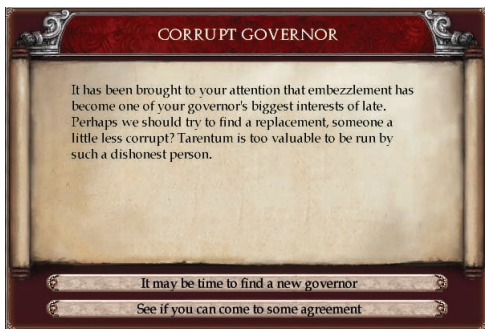 CORRUPT GOVERNOR
It has been brought to your attention that embezzlement has
become one of your governor's biggest interests of late.
Perhaps we should try to find a replacement, someone a
little less corrupt? Tarentum is too valuable to be run by
such a dishonest person.
It may be time to find a new governor
See if you can come to some agreement